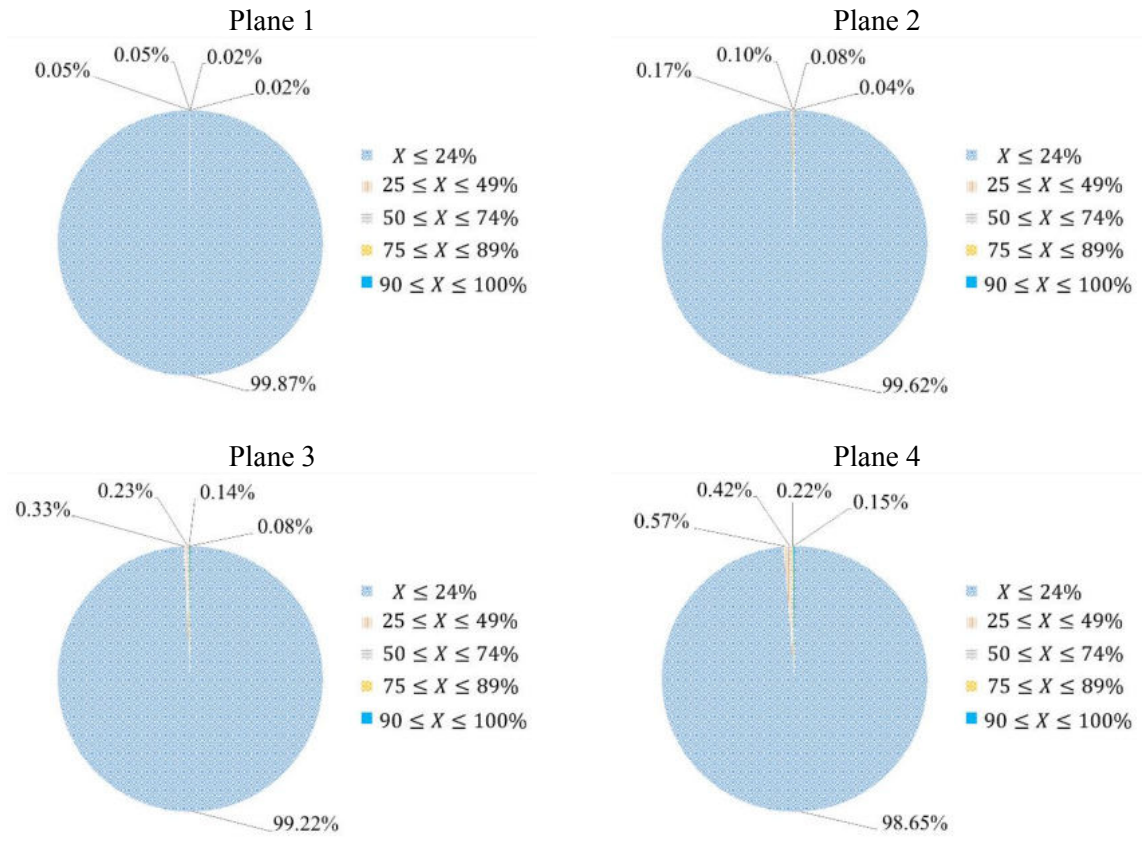 Plane 1
0.05%
0.05%
0.02%
0.02%
X ≤ 24%
25 ≤ X ≤ 49%
50 ≤ X ≤ 74%
75 ≤ X ≤ 89%
90 ≤ X ≤ 100%
99.87%
Plane 2
0.17%
0.10%
0.08%
0.04%
X ≤ 24%
25 ≤ X ≤ 49%
50 ≤ X ≤ 74%
75 ≤ X ≤ 89%
90 ≤ X ≤ 100%
99.62%
Plane 3
0.33%
0.23%
0.14%
0.08%
X ≤ 24%
25 ≤ X ≤ 49%
50 ≤ X ≤ 74%
75 ≤ X ≤ 89%
90 ≤ X ≤ 100%
99.22%
Plane 4
0.57%
0.42%
0.22%
0.15%
X ≤ 24%
25 ≤ X ≤ 49%
50 ≤ X ≤ 74%
75 ≤ X ≤ 89%
90 ≤ X ≤ 100%
98.65%